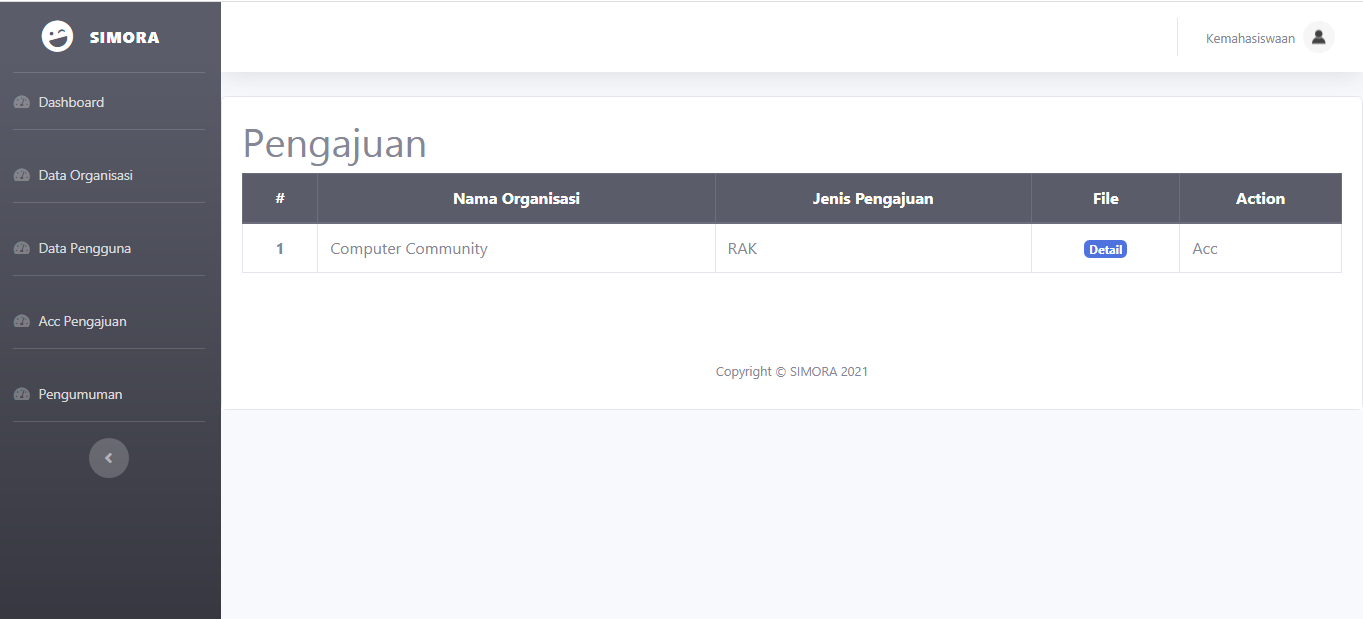 SIMORA
Kemahasiswaan
Dashboard
Data Organisasi
Data Pengguna
Acc Pengajuan
Pengumuman
Pengajuan
# Nama Organisasi Jenis Pengajuan File Action
1 Computer Community RAK Detail Acc
Copyright © SIMORA 2021